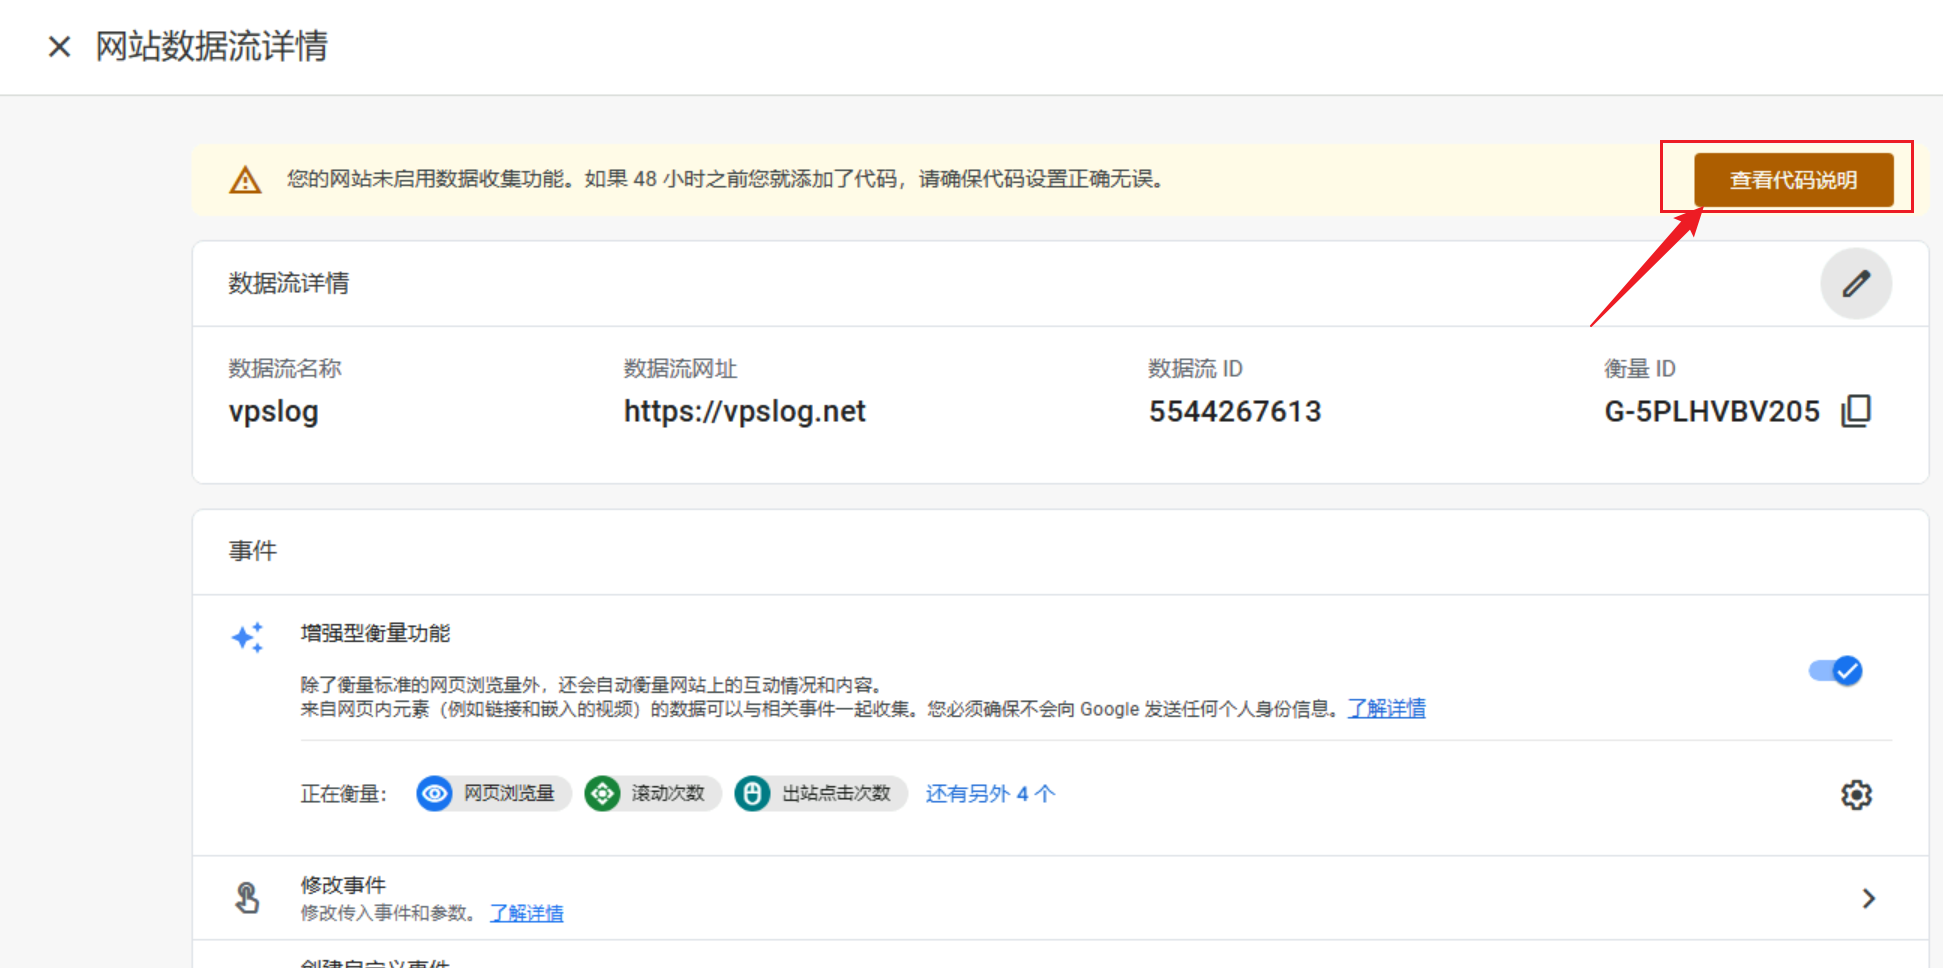 网站数据流详情
您的网站未启用数据收集功能。如果 48 小时之前您就添加了代码，请确保代码设置正确无误。
查看代码说明
数据流详情
数据流名称
vpslog
数据流网址
https://vpslog.net
数据流 ID
5544267613
衡量 ID
G-5PLHVBV205
事件
增强型衡量功能
除了衡量标准的网页浏览量外，还会自动衡量网站上的互动情况和内容。
来自网页内元素（例如链接和嵌入的视频）的数据可以与相关事件一起收集。您必须确保不会向 Google 发送任何个人身份信息。了解详情
正在衡量： 网页浏览量 滚动次数 出站点击次数 还有另外 4 个
修改事件
修改传入事件和参数。 了解详情
创建自定义事件